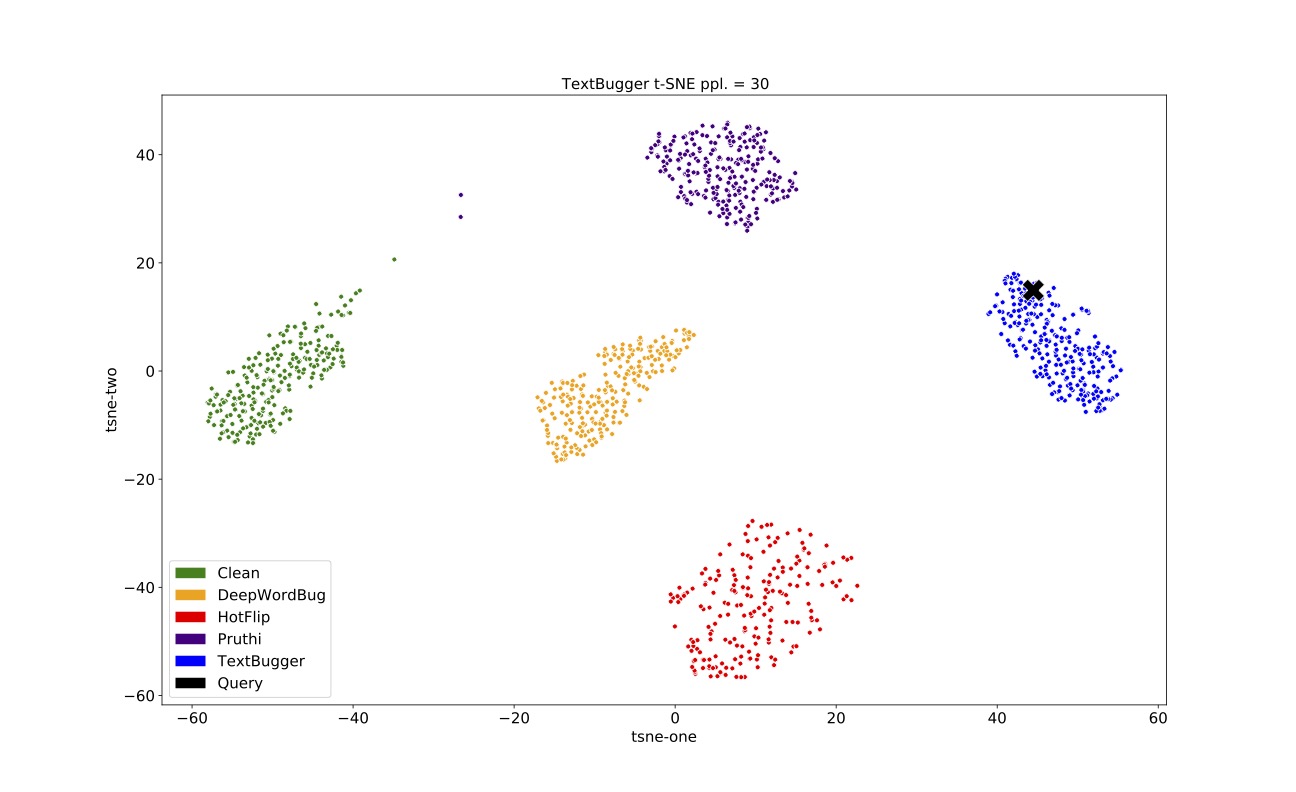 TextBugger t-SNE ppl. = 30
tsne-two
40
20
0
−20
−40
−60
Clean
DeepWordBug
HotFlip
Pruthi
TextBugger
Query
−60 −40 −20 0 20 40 60
tsne-one